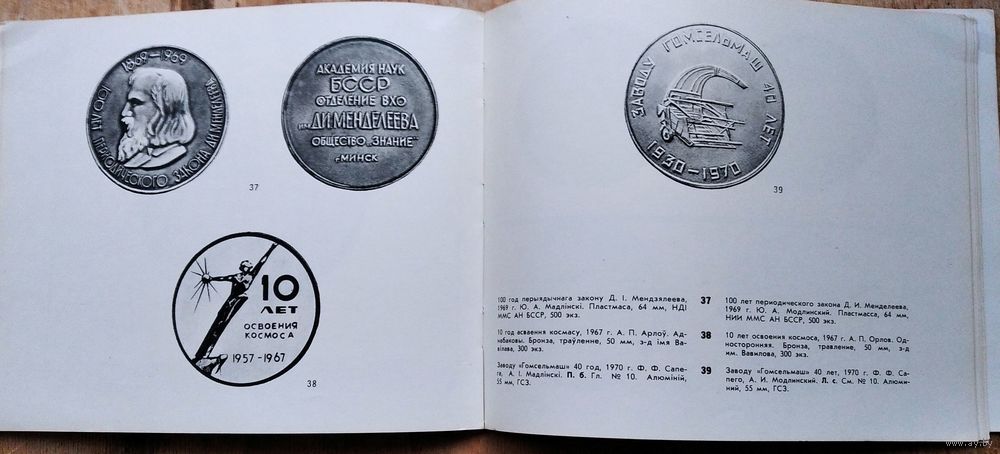 1869–1969
100 ЛЕТ ПЕРИОДИЧЕСКОГО ЗАКОНА Д.И. МЕНДЕЛЕЕВА
37
АКАДЕМИЯ НАУК
БССР
ОТДЕЛЕНИЕ ВХО
им. Д.И. МЕНДЕЛЕЕВА
ОБЩЕСТВО „ЗНАНИЕ"
г. МИНСК
10
ЛЕТ
ОСВОЕНИЯ
КОСМОСА
1957-1967
38
ЗАВОДУ ГОМСЕЛЬМАШ 40 ЛЕТ
1930–1970
39
100 год перыядычнага закону Д. І. Мендзялеева,
1969 г. Ю. А. Мадлінскі. Пластмаса, 64 мм, НДІ
ММС АН БССР, 500 экз.
10 год асваення космасу, 1967 г. А. П. Арлоў. Ад-
набаковы. Бронза, траўленне, 50 мм, з-д імя Ва-
вілава, 300 экз.
Заводу «Гомсельмаш» 40 год, 1970 г. Ф. Ф. Сапе-
га, А. І. Мадлінскі. П. б. Гл. № 10. Алюміній,
55 мм, ГСЗ.
37
100 лет периодического закона Д. И. Менделеева,
1969 г. Ю. А. Модлинский. Пластмасса, 64 мм,
НИИ ММС АН БССР, 500 экз.
38
10 лет освоения космоса, 1967 г. А. П. Орлов. Од-
носторонняя. Бронза, травление, 50 мм, з-д
им. Вавилова, 300 экз.
39
Заводу «Гомсельмаш» 40 лет, 1970 г. Ф. Ф. Са-
пего, А. И. Модлинский. Л. с. См. № 10. Алюми-
ний, 55 мм, ГСЗ.
www.ay.by